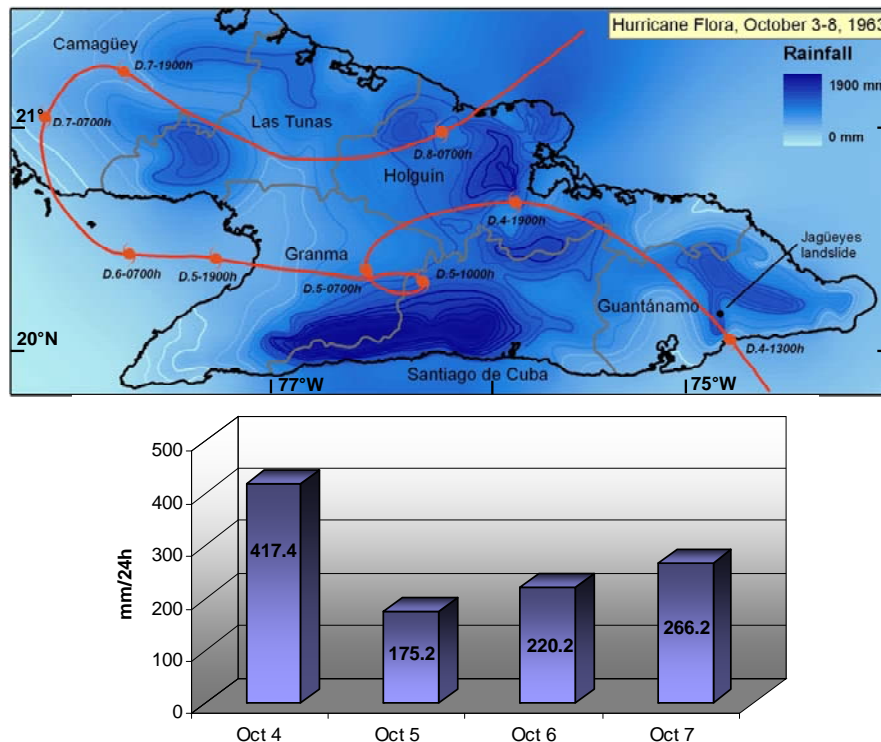 Hurricane Flora, October 3-8, 1963
Camagüey
Rainfall
D.7-1900h
1900 mm
21°
D.7-0700h
Las Tunas
D.8-0700h
0 mm
Holguin
D.4-1900h
Jagüeyes
landslide
Granma
D.6-0700h
D.5-1900h
D.5-0700h
D.5-1000h
Guantánamo
20°N
D.4-1300h
Santiago de Cuba
77°W
75°W
500
400
300
200
100
0
mm/24h
417.4
175.2
220.2
266.2
Oct 4
Oct 5
Oct 6
Oct 7